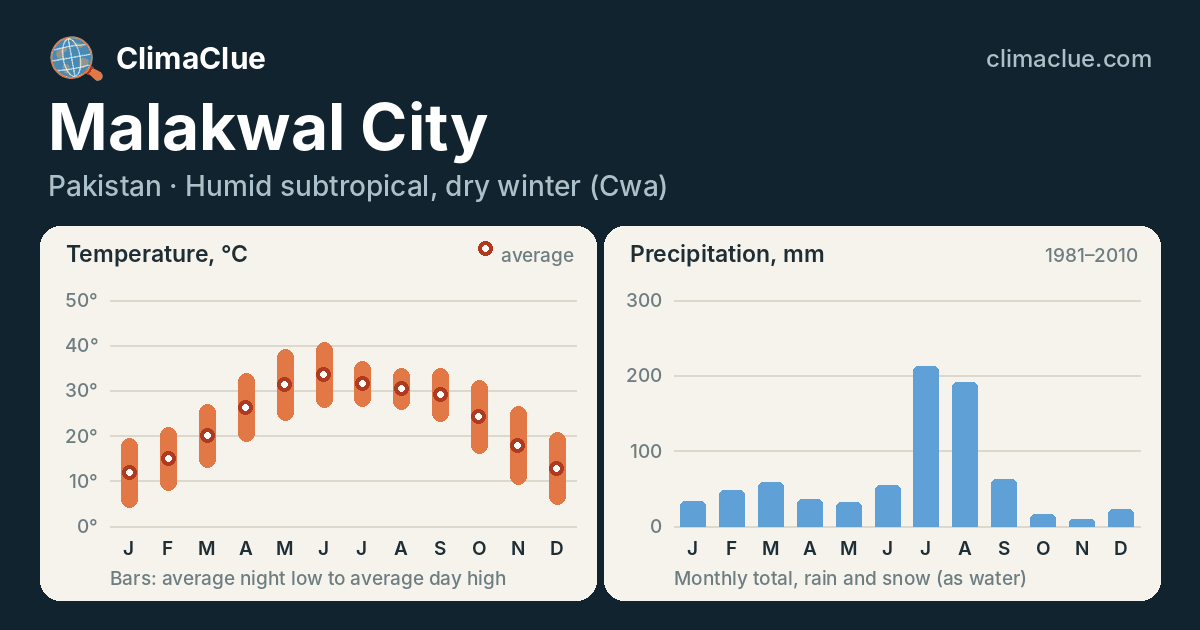 ClimaClue
climaclue.com
Malakwal City
Pakistan · Humid subtropical, dry winter (Cwa)
Temperature, °C
average
50°
40°
30°
20°
10°
0°
J F M A M J J A S O N D
Bars: average night low to average day high
Precipitation, mm
1981–2010
300
200
100
0
J F M A M J J A S O N D
Monthly total, rain and snow (as water)